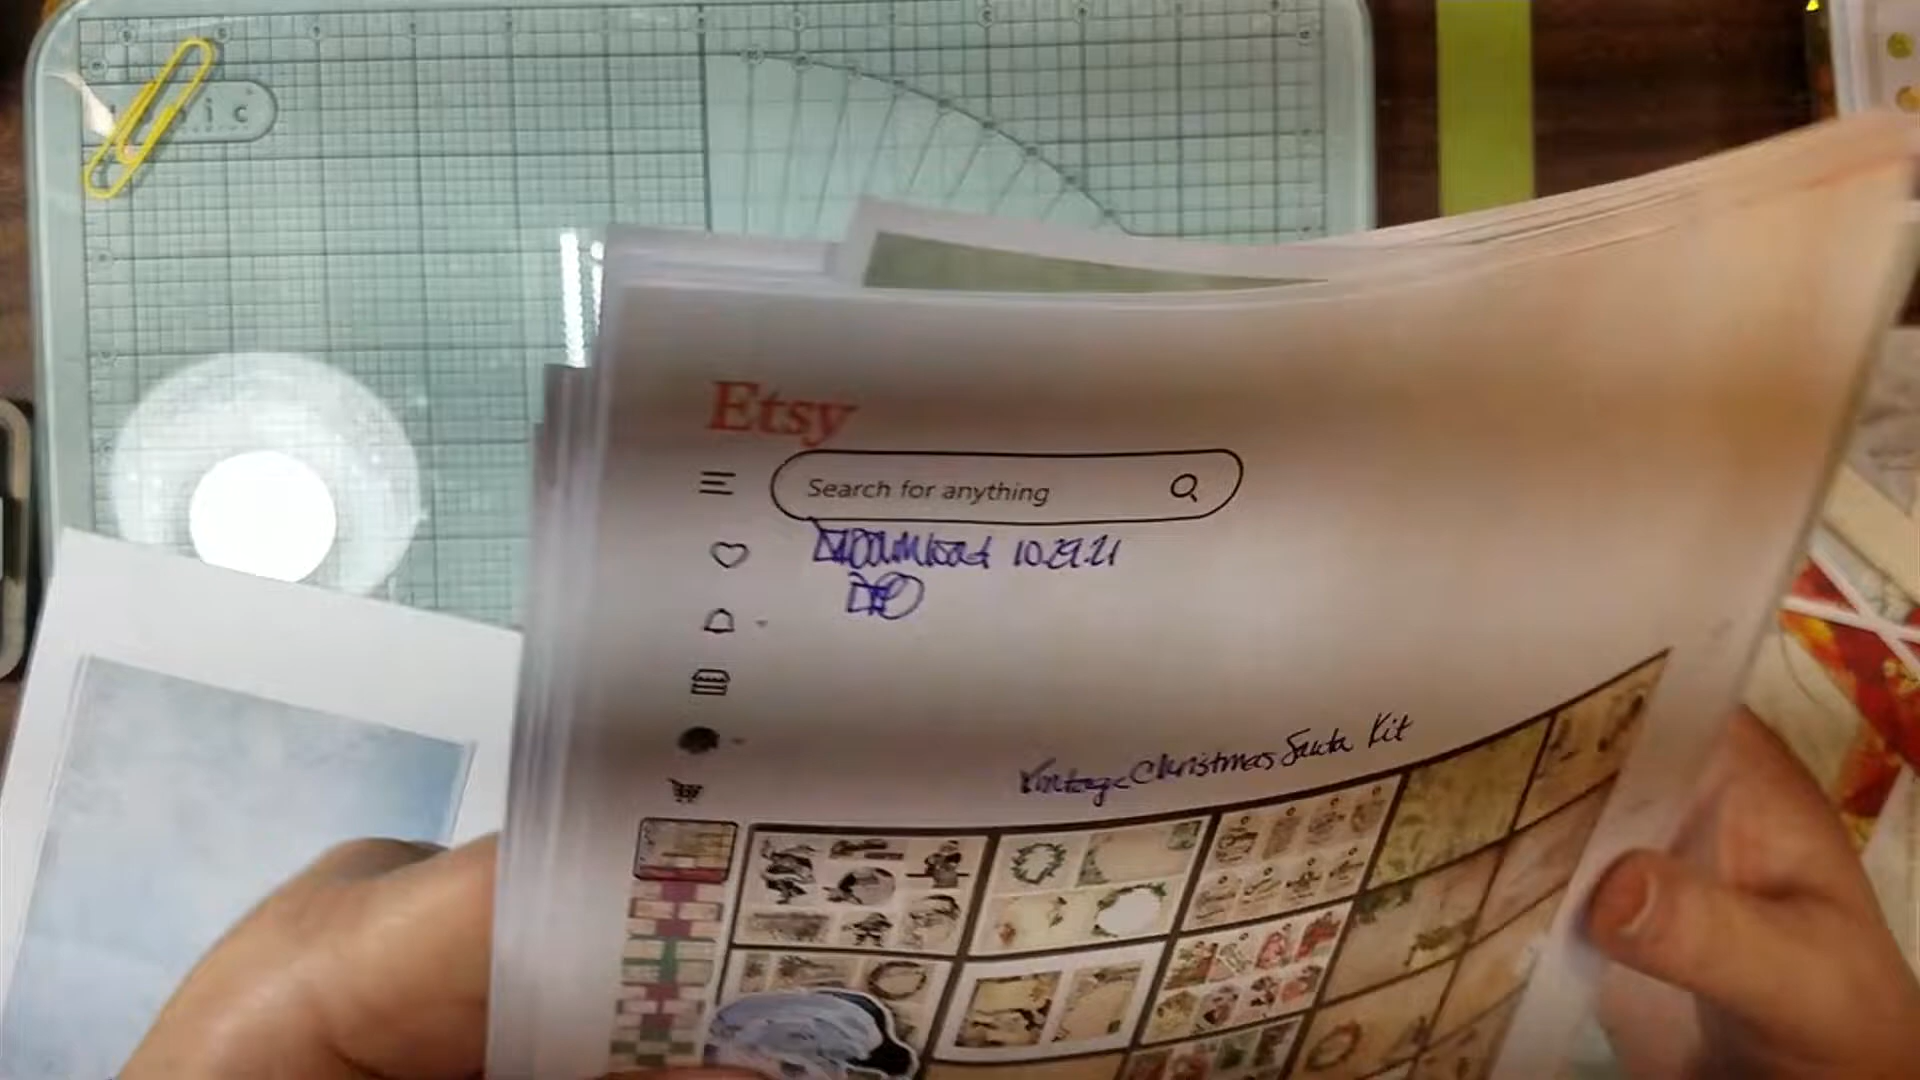 Etsy
Search for anything
Download 10.29.21
Vintage Christmas Santa Kit